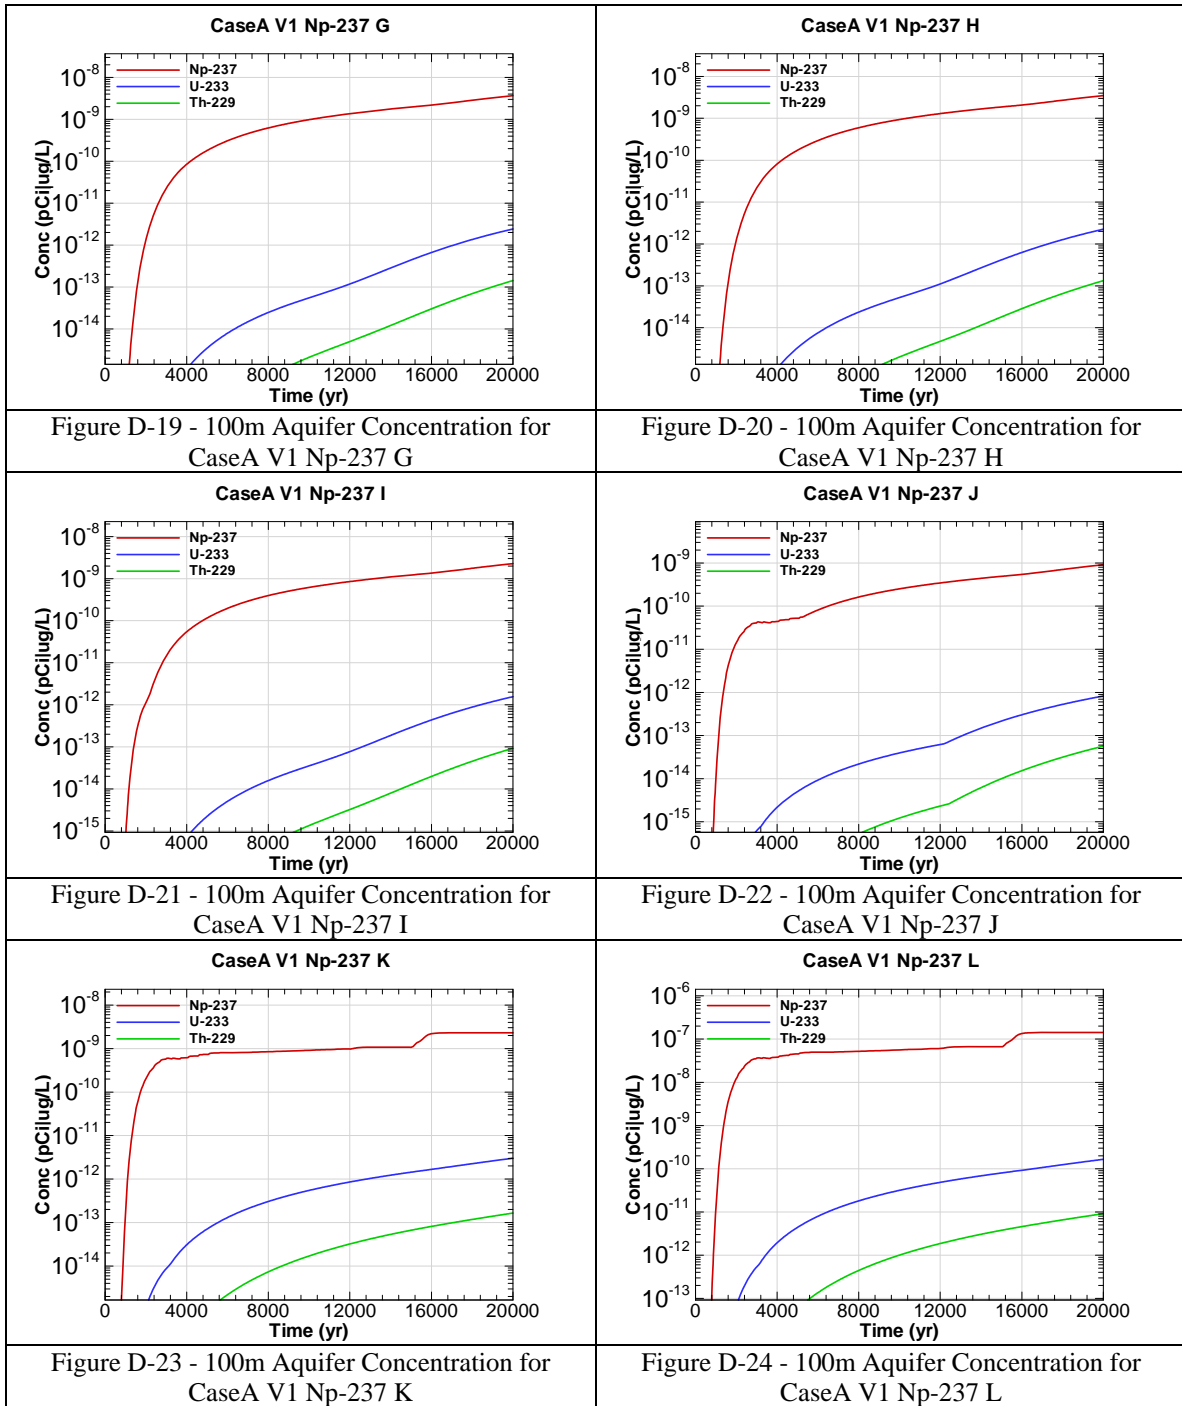 CaseA V1 Np-237 G
Conc (pCi|ug/L)
10-8
10-9
10-10
10-11
10-12
10-13
10-14
Np-237
U-233
Th-229
0 4000 8000 12000 16000 20000
Time (yr)
Figure D-19 - 100m Aquifer Concentration for
CaseA V1 Np-237 G
CaseA V1 Np-237 H
Conc (pCi|ug/L)
10-8
10-9
10-10
10-11
10-12
10-13
10-14
Np-237
U-233
Th-229
0 4000 8000 12000 16000 20000
Time (yr)
Figure D-20 - 100m Aquifer Concentration for
CaseA V1 Np-237 H
CaseA V1 Np-237 I
Conc (pCi|ug/L)
10-8
10-9
10-10
10-11
10-12
10-13
10-14
10-15
Np-237
U-233
Th-229
0 4000 8000 12000 16000 20000
Time (yr)
Figure D-21 - 100m Aquifer Concentration for
CaseA V1 Np-237 I
CaseA V1 Np-237 J
Conc (pCi|ug/L)
10-9
10-10
10-11
10-12
10-13
10-14
10-15
Np-237
U-233
Th-229
0 4000 8000 12000 16000 20000
Time (yr)
Figure D-22 - 100m Aquifer Concentration for
CaseA V1 Np-237 J
CaseA V1 Np-237 K
Conc (pCi|ug/L)
10-8
10-9
10-10
10-11
10-12
10-13
10-14
Np-237
U-233
Th-229
0 4000 8000 12000 16000 20000
Time (yr)
Figure D-23 - 100m Aquifer Concentration for
CaseA V1 Np-237 K
CaseA V1 Np-237 L
Conc (pCi|ug/L)
10-6
10-7
10-8
10-9
10-10
10-11
10-12
10-13
Np-237
U-233
Th-229
0 4000 8000 12000 16000 20000
Time (yr)
Figure D-24 - 100m Aquifer Concentration for
CaseA V1 Np-237 L